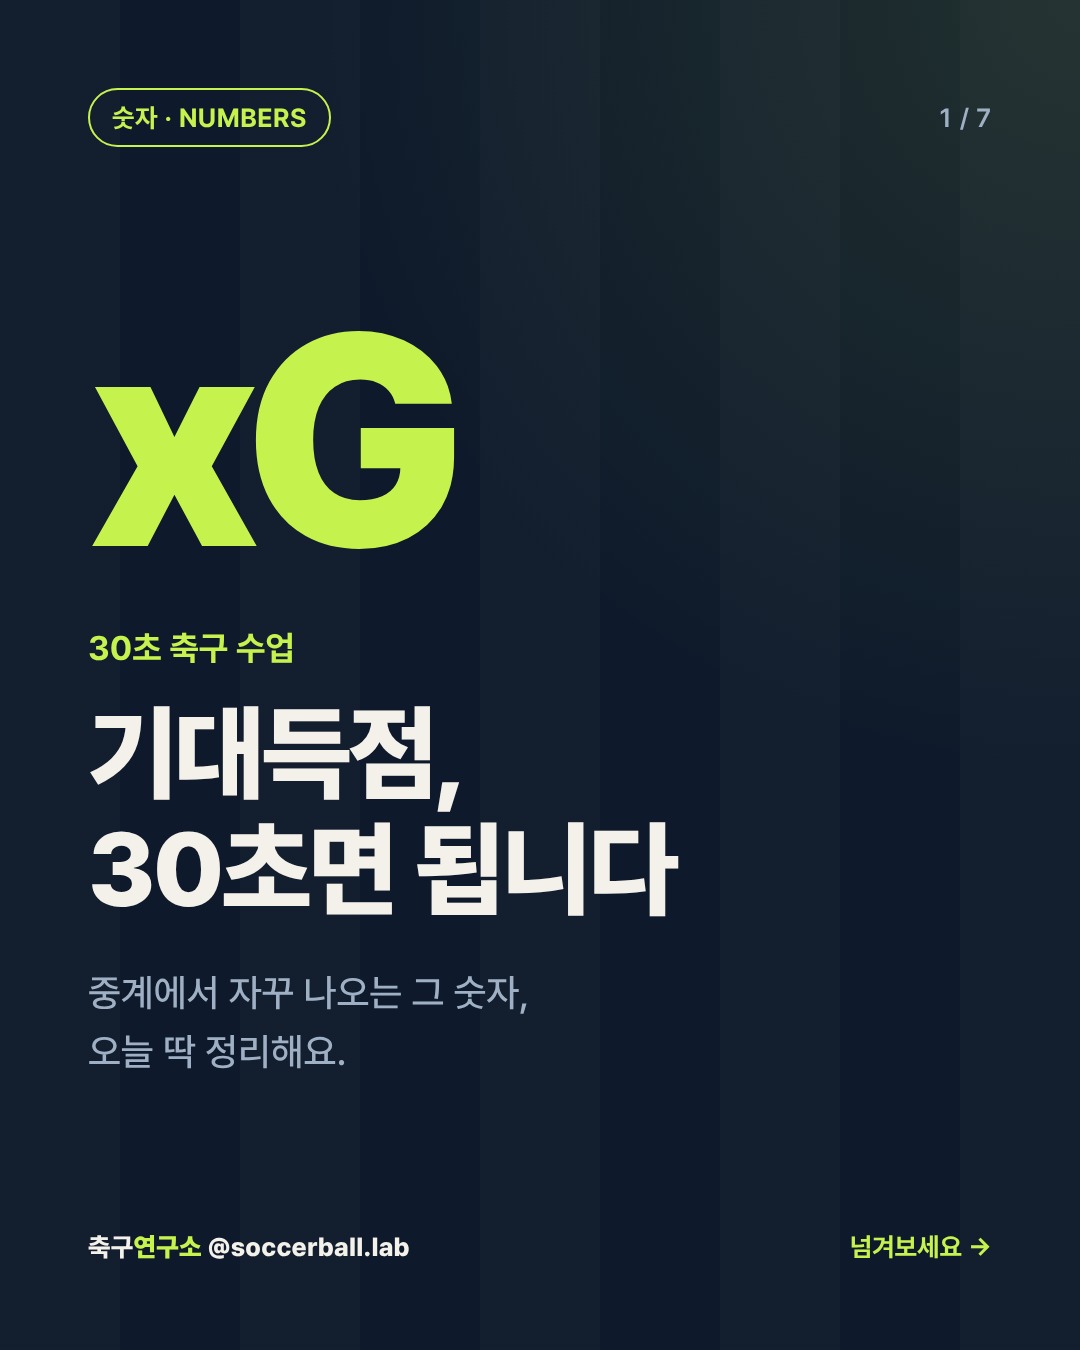 숫자 · NUMBERS
1 / 7
xG
30초 축구 수업
기대득점,
30초면 됩니다
중계에서 자꾸 나오는 그 숫자,
오늘 딱 정리해요.
축구연구소 @soccerball.lab
넘겨보세요 →